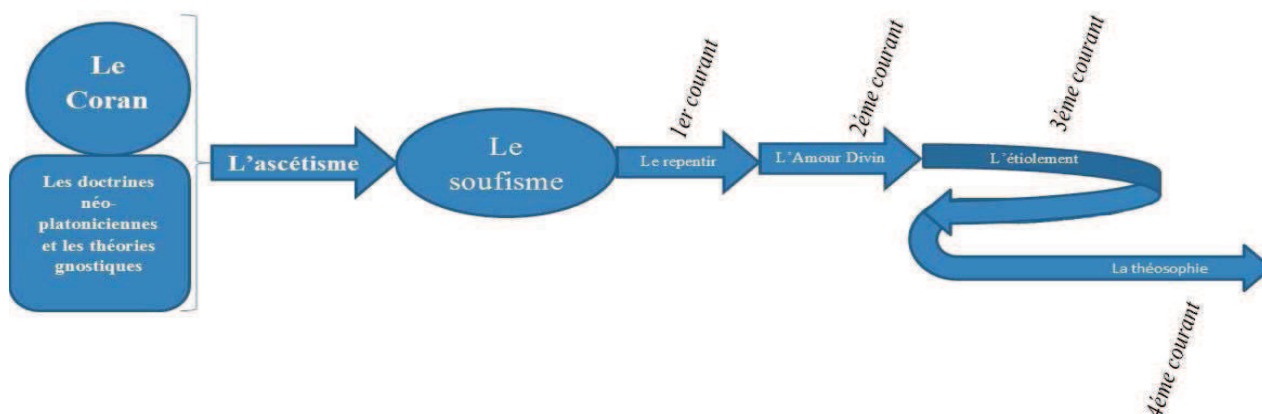 Le
Coran
Les doctrines
néo-
platoniciennes
et les théories
gnostiques
L'ascétisme
Le
soufisme
1er courant
Le repentir
2ème courant
L'Amour Divin
3ème courant
L'étiolement
La théosophie
4ème courant